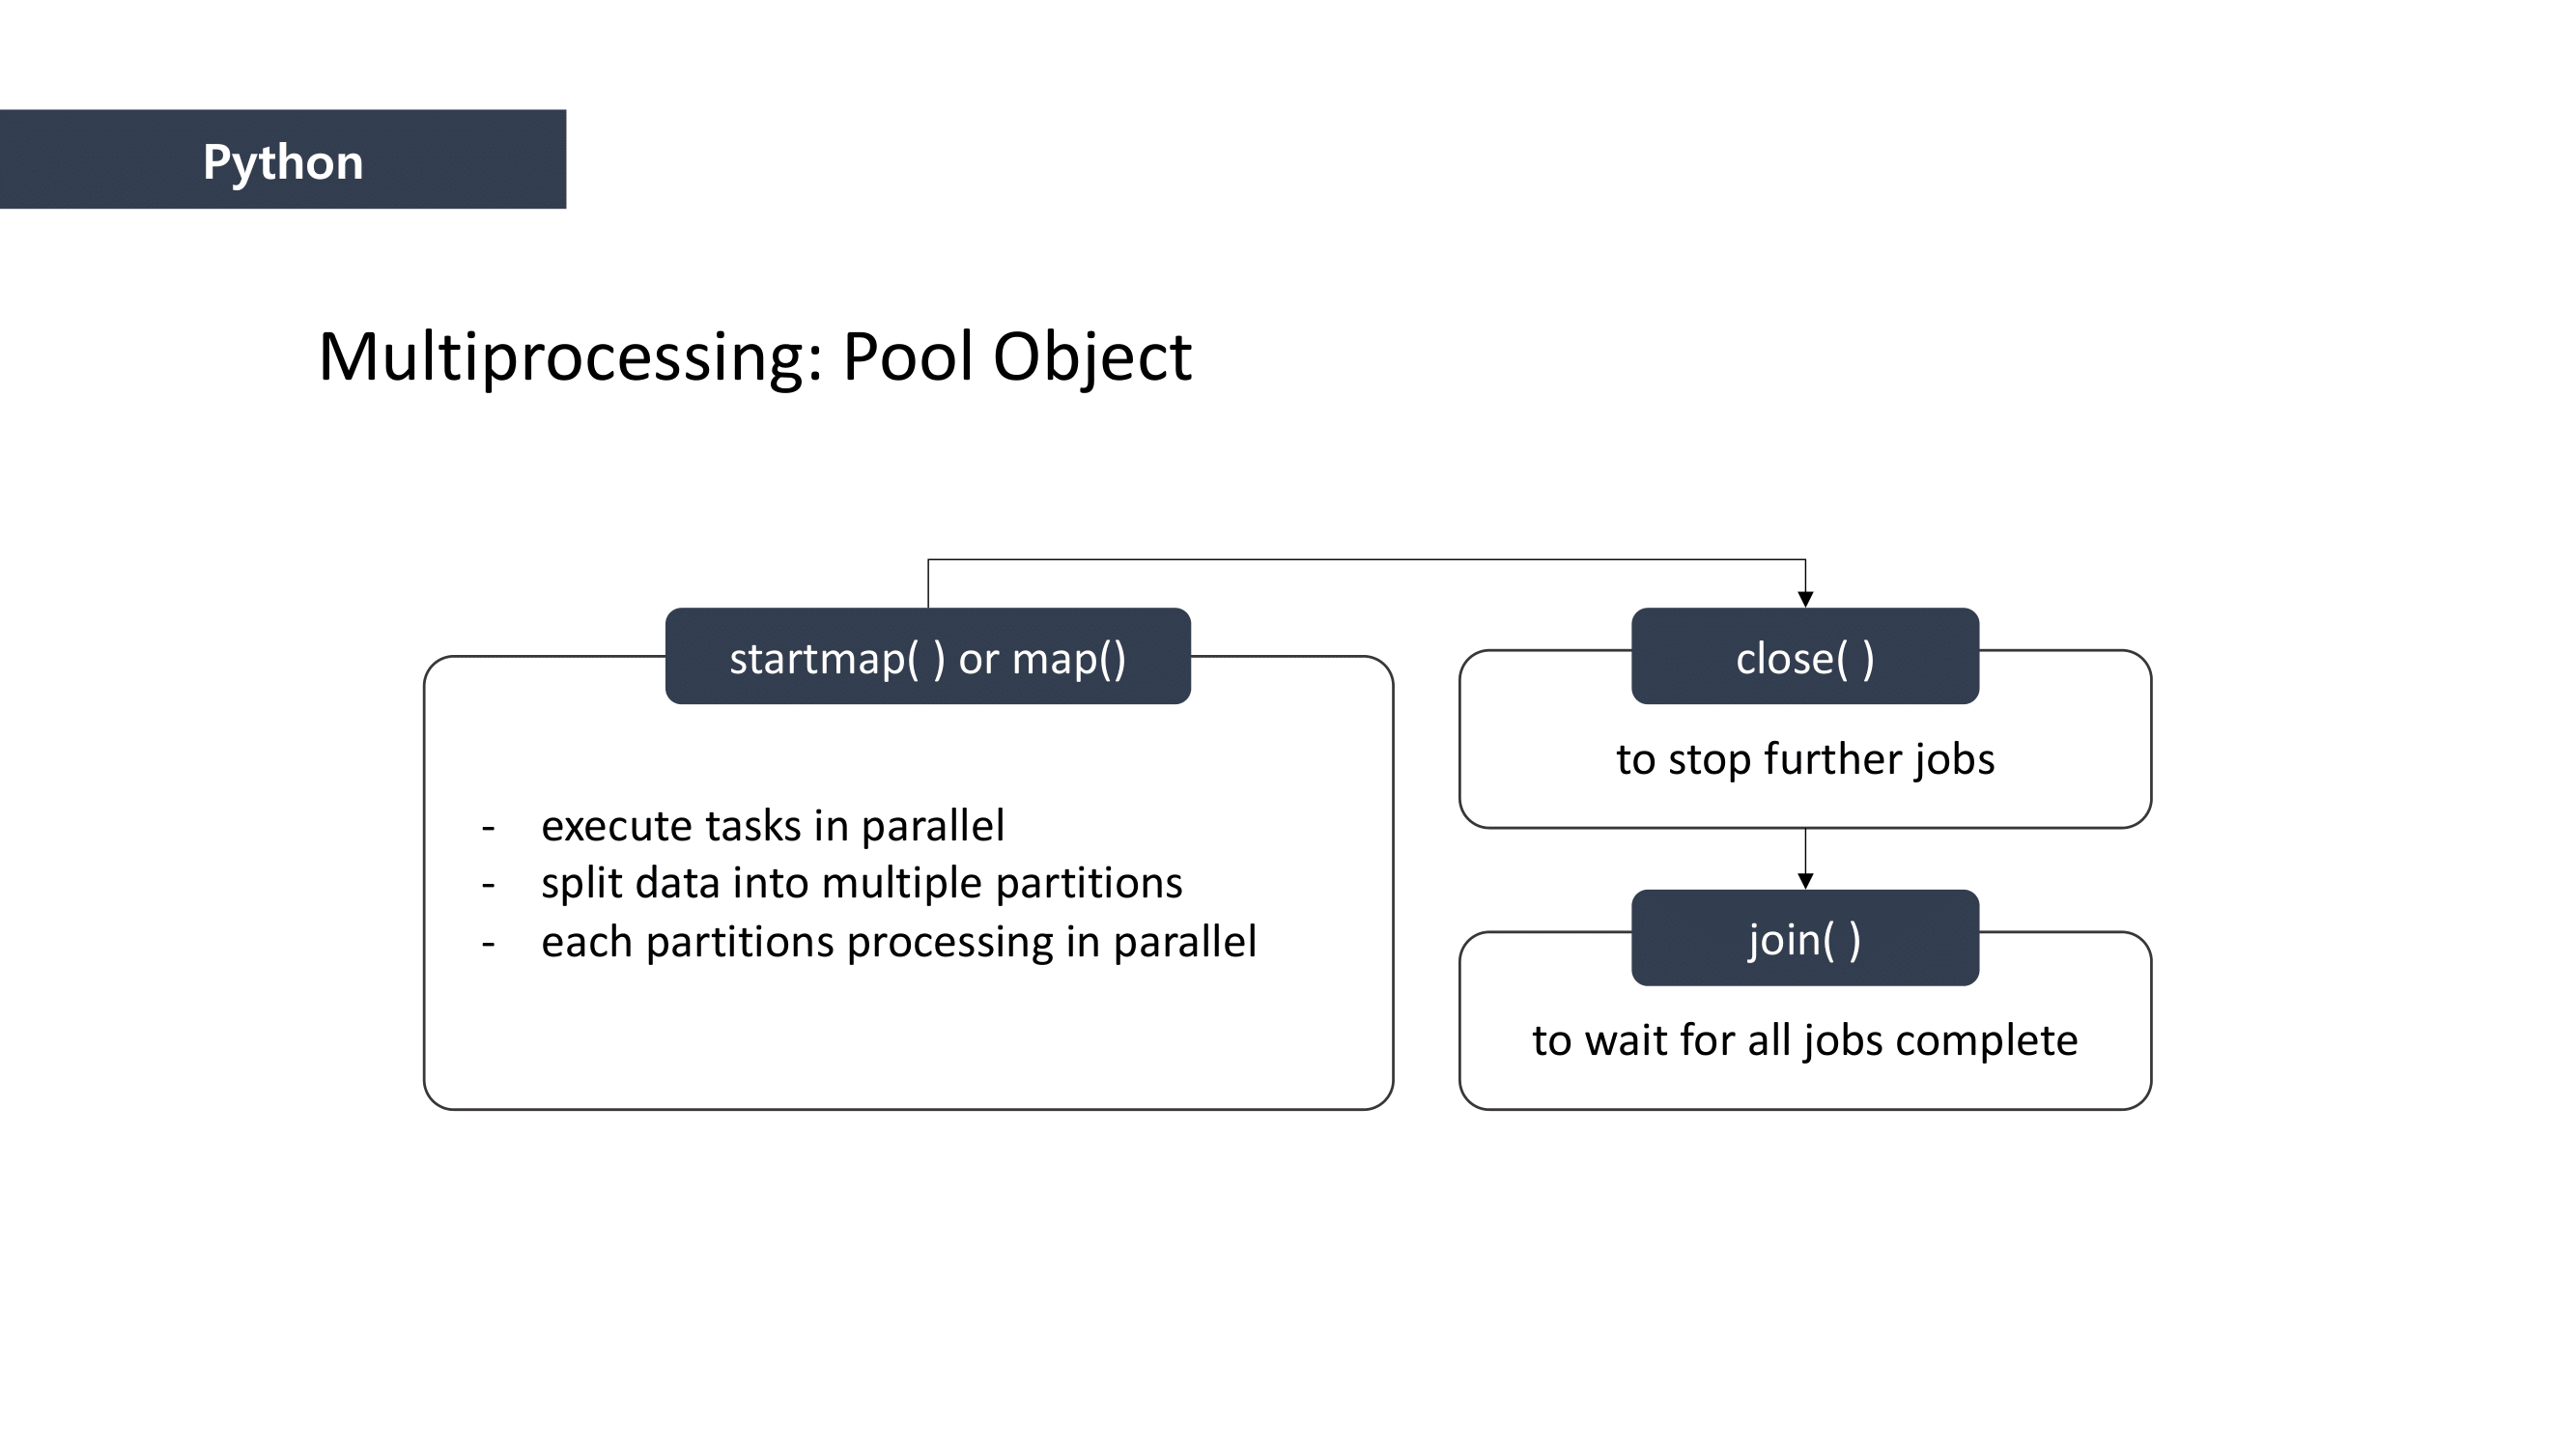 Python
Multiprocessing: Pool Object
startmap( ) or map()
- execute tasks in parallel
- split data into multiple partitions
- each partitions processing in parallel
close( )
to stop further jobs
join( )
to wait for all jobs complete